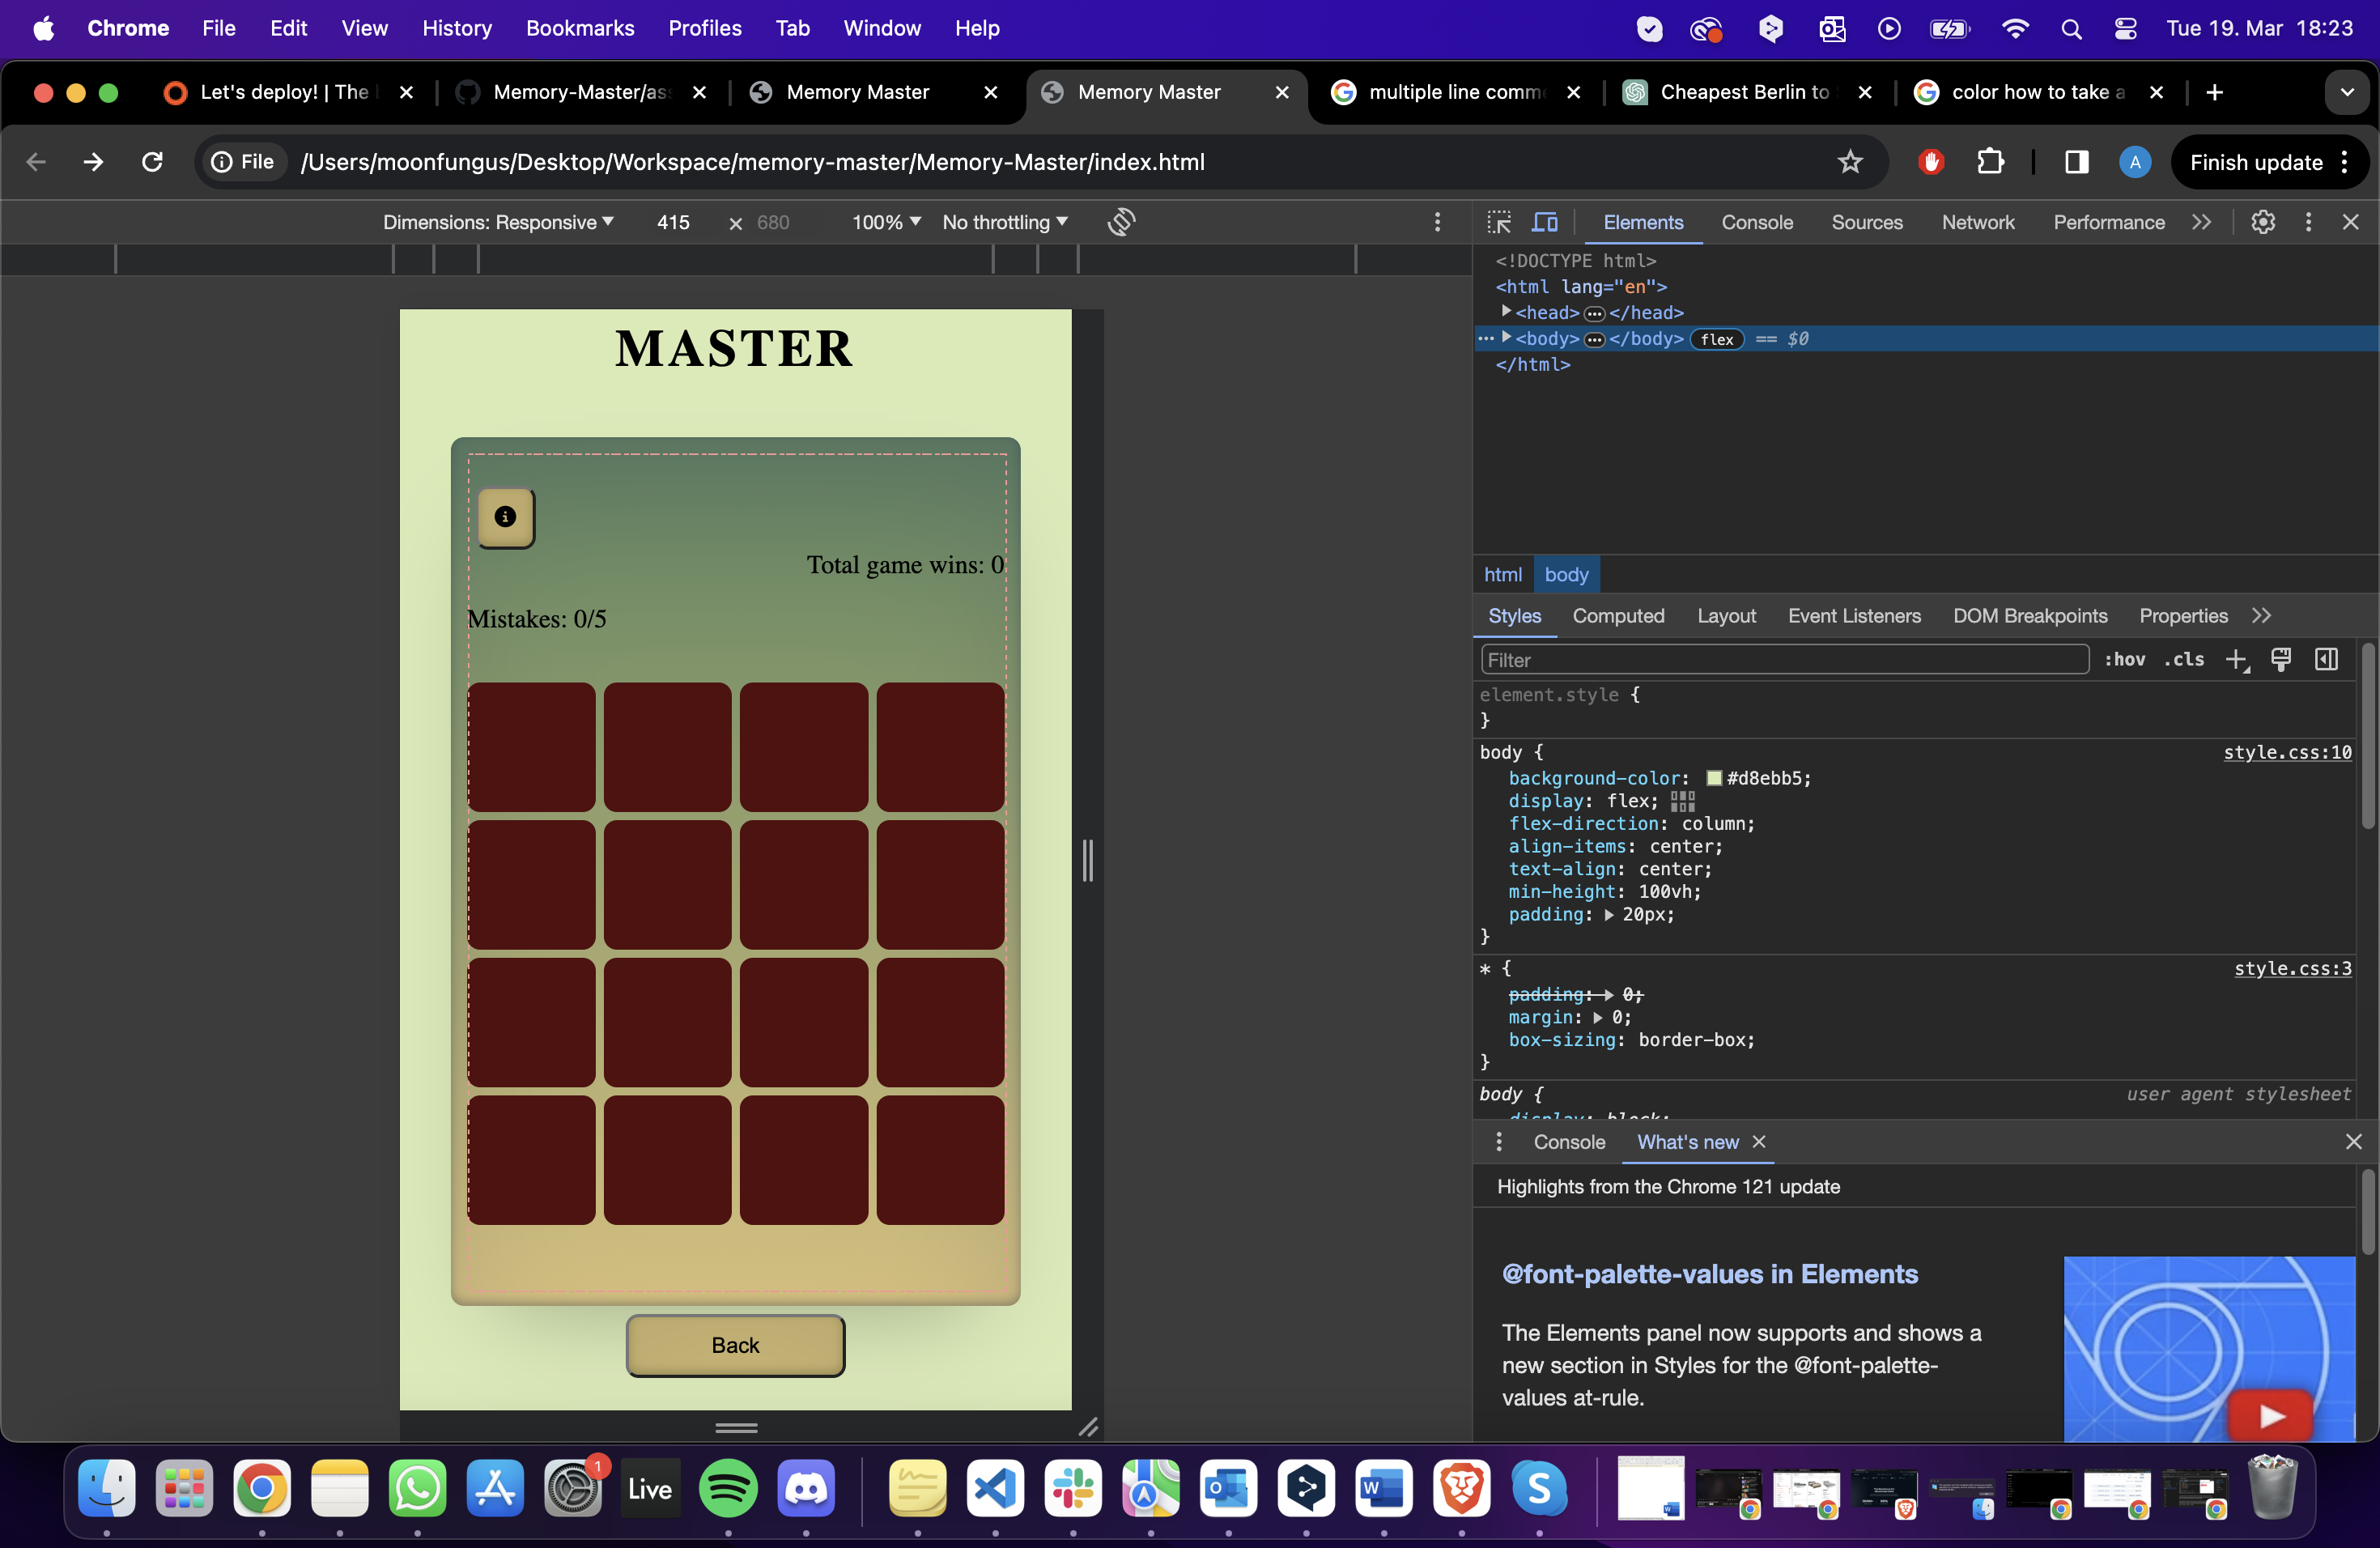 Chrome File Edit View History Bookmarks Profiles Tab Window Help Tue 19. Mar 18:23
Let's deploy! | The Memory-Master/as Memory Master Memory Master multiple line comm Cheapest Berlin to color how to take a
File /Users/moonfungus/Desktop/Workspace/memory-master/Memory-Master/index.html A Finish update
Dimensions: Responsive 415 × 680 100% No throttling
Elements Console Sources Network Performance
<!DOCTYPE html>
<html lang="en">
<head> ••• </head>
••• <body> ••• </body> flex == $0
</html>
MASTER
i
Total game wins: 0
Mistakes: 0/5
Back
html body
Styles Computed Layout Event Listeners DOM Breakpoints Properties
Filter :hov .cls
element.style {
}
body { style.css:10
background-color: #d8ebb5;
display: flex;
flex-direction: column;
align-items: center;
text-align: center;
min-height: 100vh;
padding: 20px;
}
* { style.css:3
padding: 0;
margin: 0;
box-sizing: border-box;
}
body { user agent stylesheet
display: block;
Console What's new
Highlights from the Chrome 121 update
@font-palette-values in Elements
The Elements panel now supports and shows a
new section in Styles for the @font-palette-
values at-rule.
1
Live